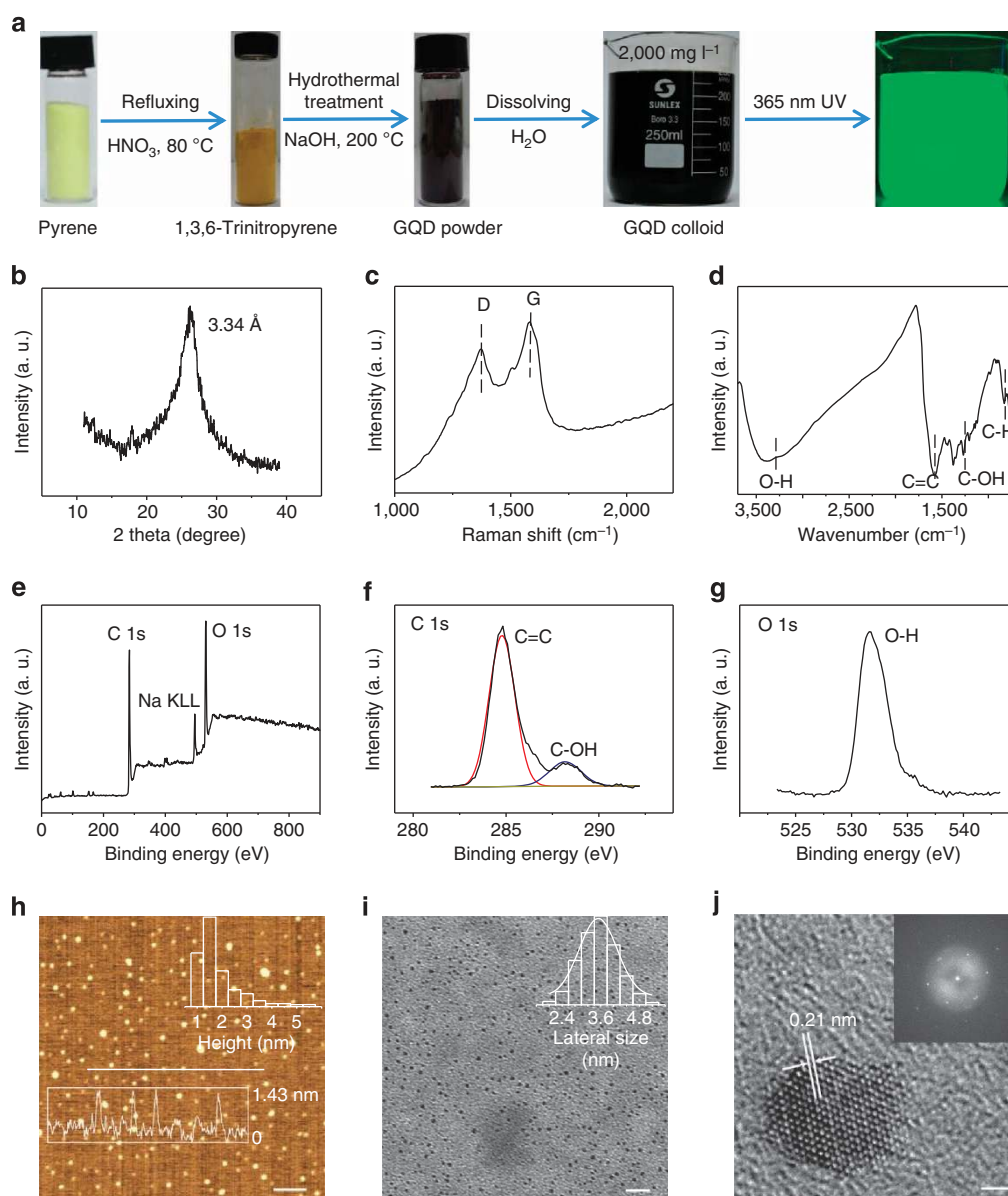 a
Refluxing
HNO₃, 80 °C
Hydrothermal
treatment
NaOH, 200 °C
Dissolving
H₂O
2,000 mg l⁻¹
SUNLEX
Boro 3.3
250ml
200
150
100
50
365 nm UV
Pyrene
1,3,6-Trinitropyrene
GQD powder
GQD colloid
b
Intensity (a. u.)
3.34 Å
10 20 30 40
2 theta (degree)
c
Intensity (a. u.)
D
G
1,000 1,500 2,000
Raman shift (cm⁻¹)
d
Intensity (a. u.)
O-H
C=C
C-OH
C-H
3,500 2,500 1,500
Wavenumber (cm⁻¹)
e
Intensity (a. u.)
C 1s
Na KLL
O 1s
0 200 400 600 800
Binding energy (eV)
f
Intensity (a. u.)
C 1s
C=C
C-OH
280 285 290
Binding energy (eV)
g
Intensity (a. u.)
O 1s
O-H
525 530 535 540
Binding energy (eV)
h
1 2 3 4 5
Height (nm)
1.43 nm
0
i
2.4 3.6 4.8
Lateral size
(nm)
j
0.21 nm